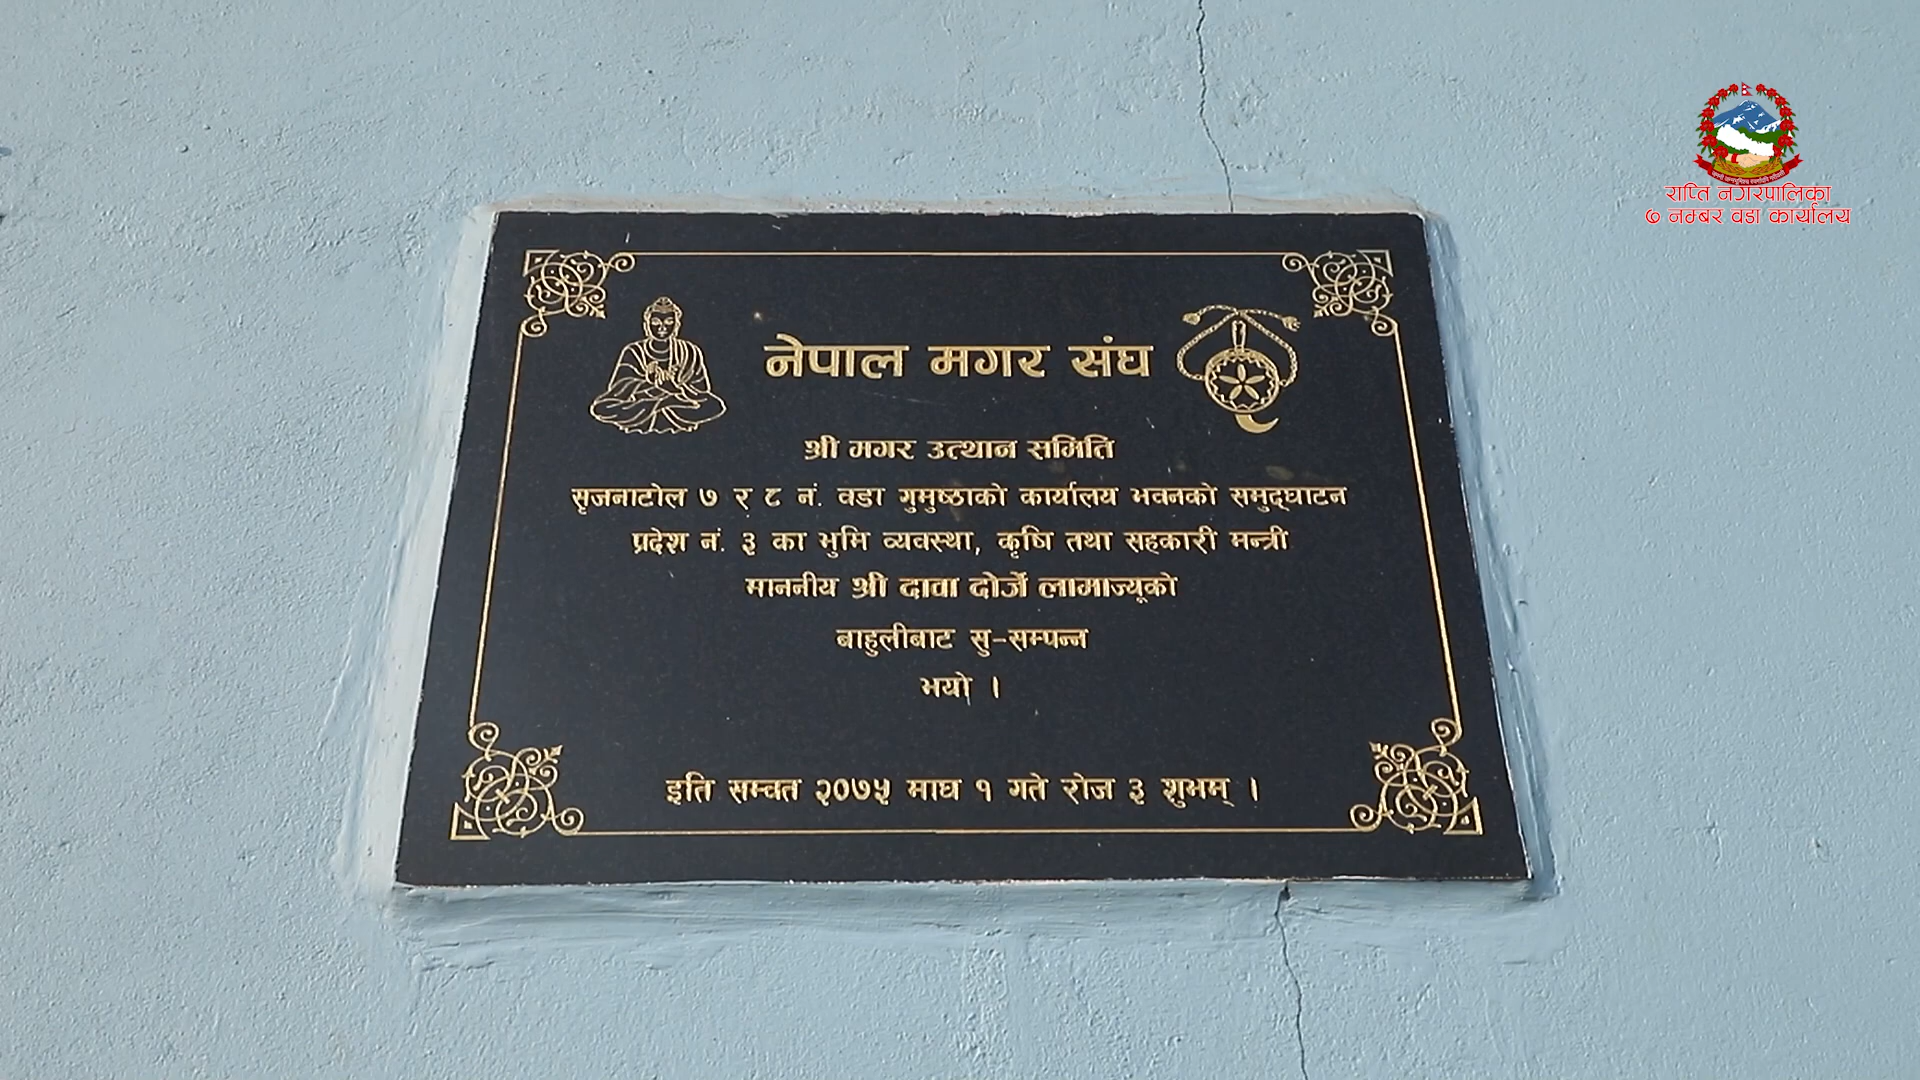 राप्ति नगरपालिका
७ नम्बर वडा कार्यालय
नेपाल मगर संघ
श्री मगर उत्थान समिति
सृजनाटोल ७ र ८ नं. वडा गुमुष्ठाको कार्यालय भवनको समुद्घाटन
प्रदेश नं. ३ का भुमि व्यवस्था, कृषि तथा सहकारी मन्त्री
माननीय श्री दावा दोर्जे लामाज्यूको
बाहुलीबाट सु-सम्पन्न
भयो ।
इति सम्वत २०७५ माघ १ गते रोज ३ शुभम् ।